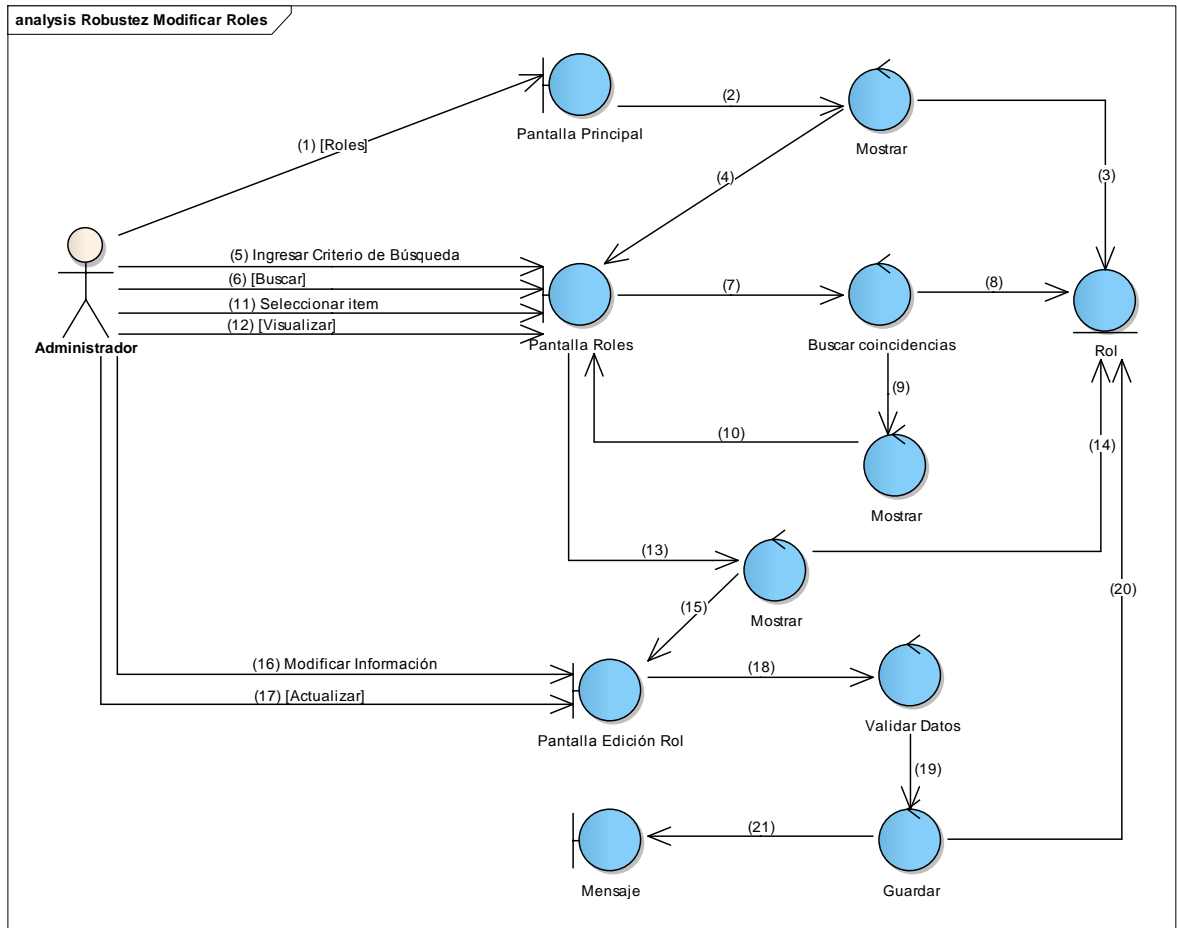 analysis Robustez Modificar Roles
Pantalla Principal
(2)
Mostrar
(1) [Roles]
(4)
(3)
(5) Ingresar Criterio de Búsqueda
(6) [Buscar]
(11) Seleccionar item
(12) [Visualizar]
Administrador
Pantalla Roles
(7)
Buscar coincidencias
(8)
Rol
(9)
(10)
Mostrar
(14)
(13)
Mostrar
(15)
(20)
(16) Modificar Información
(17) [Actualizar]
Pantalla Edición Rol
(18)
Validar Datos
(19)
(21)
Mensaje
Guardar